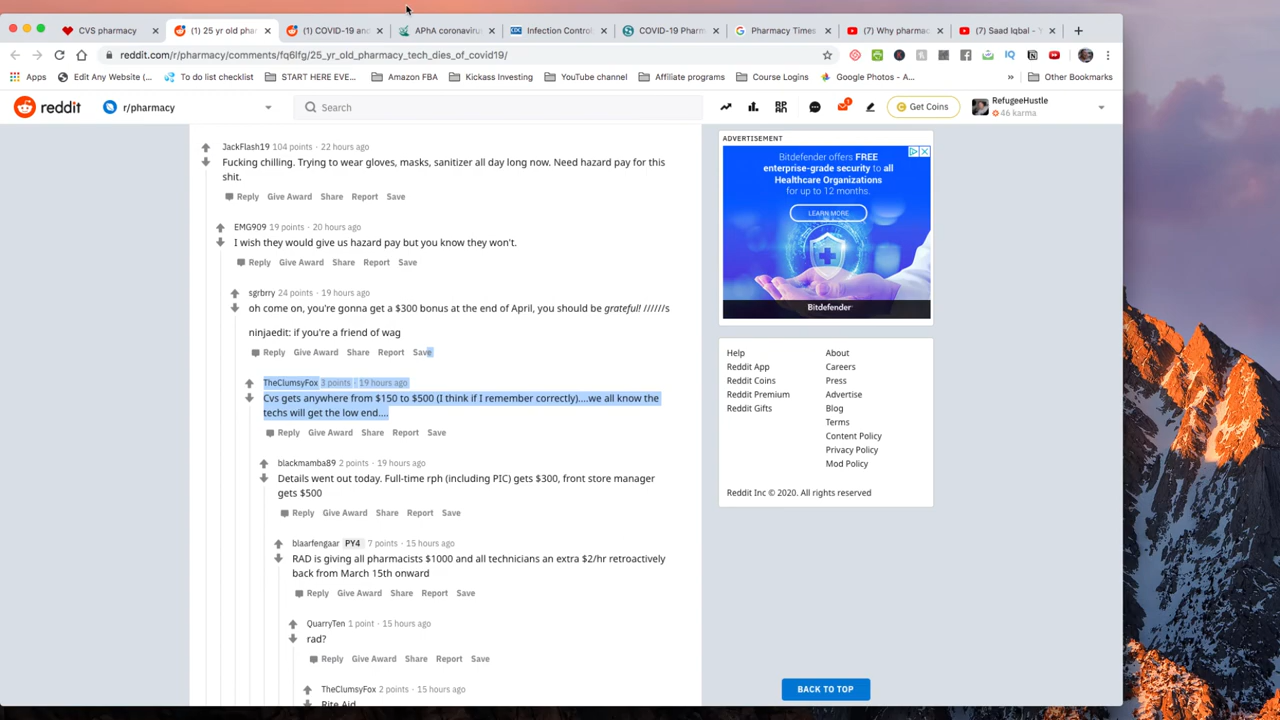 CVS pharmacy
(1) 25 yr old phar
(1) COVID-19 an
APhA coronaviru
Infection Control
COVID-19 Pharm
Pharmacy Times
(7) Why pharmac
(7) Saad Iqbal -
reddit.com/r/pharmacy/comments/fq6lfg/25_yr_old_pharmacy_tech_dies_of_covid19/
Apps
Edit Any Website (...
To do list checklist
START HERE EVE...
Amazon FBA
Kickass Investing
YouTube channel
Affiliate programs
Course Logins
Google Photos - A...
»
Other Bookmarks
reddit
r/pharmacy
Search
Get Coins
RefugeeHustle
46 karma
JackFlash19 104 points · 22 hours ago
Fucking chilling. Trying to wear gloves, masks, sanitizer all day long now. Need hazard pay for this
shit.
Reply Give Award Share Report Save
EMG909 19 points · 20 hours ago
I wish they would give us hazard pay but you know they won't.
Reply Give Award Share Report Save
sgrbrry 24 points · 19 hours ago
oh come on, you're gonna get a $300 bonus at the end of April, you should be grateful! //////s
ninjaedit: if you're a friend of wag
Reply Give Award Share Report Save
TheClumsyFox 3 points · 19 hours ago
Cvs gets anywhere from $150 to $500 (I think if I remember correctly)....we all know the
techs will get the low end....
Reply Give Award Share Report Save
blackmamba89 2 points · 19 hours ago
Details went out today. Full-time rph (including PIC) gets $300, front store manager
gets $500
Reply Give Award Share Report Save
blaarfengaar PY4 7 points · 15 hours ago
RAD is giving all pharmacists $1000 and all technicians an extra $2/hr retroactively
back from March 15th onward
Reply Give Award Share Report Save
QuarryTen 1 point · 15 hours ago
rad?
Reply Give Award Share Report Save
TheClumsyFox 2 points · 15 hours ago
Rite Aid
ADVERTISEMENT
Bitdefender offers FREE
enterprise-grade security to all
Healthcare Organizations
for up to 12 months.
LEARN MORE
Bitdefender
Help
About
Reddit App
Careers
Reddit Coins
Press
Reddit Premium
Advertise
Reddit Gifts
Blog
Terms
Content Policy
Privacy Policy
Mod Policy
Reddit Inc © 2020. All rights reserved
BACK TO TOP